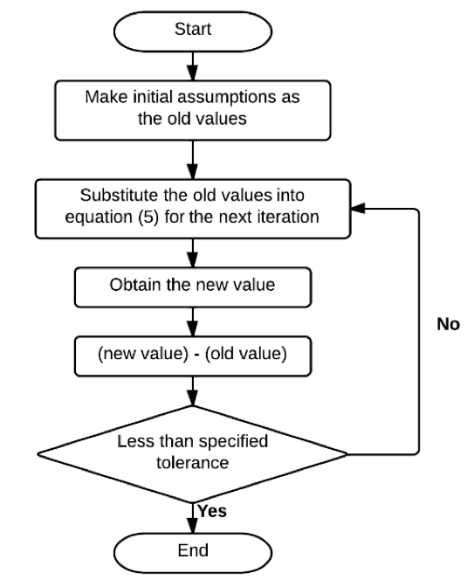 Start
Make initial assumptions as
the old values
Substitute the old values into
equation (5) for the next iteration
Obtain the new value
No
(new value) - (old value)
Less than specified
tolerance
Yes
End